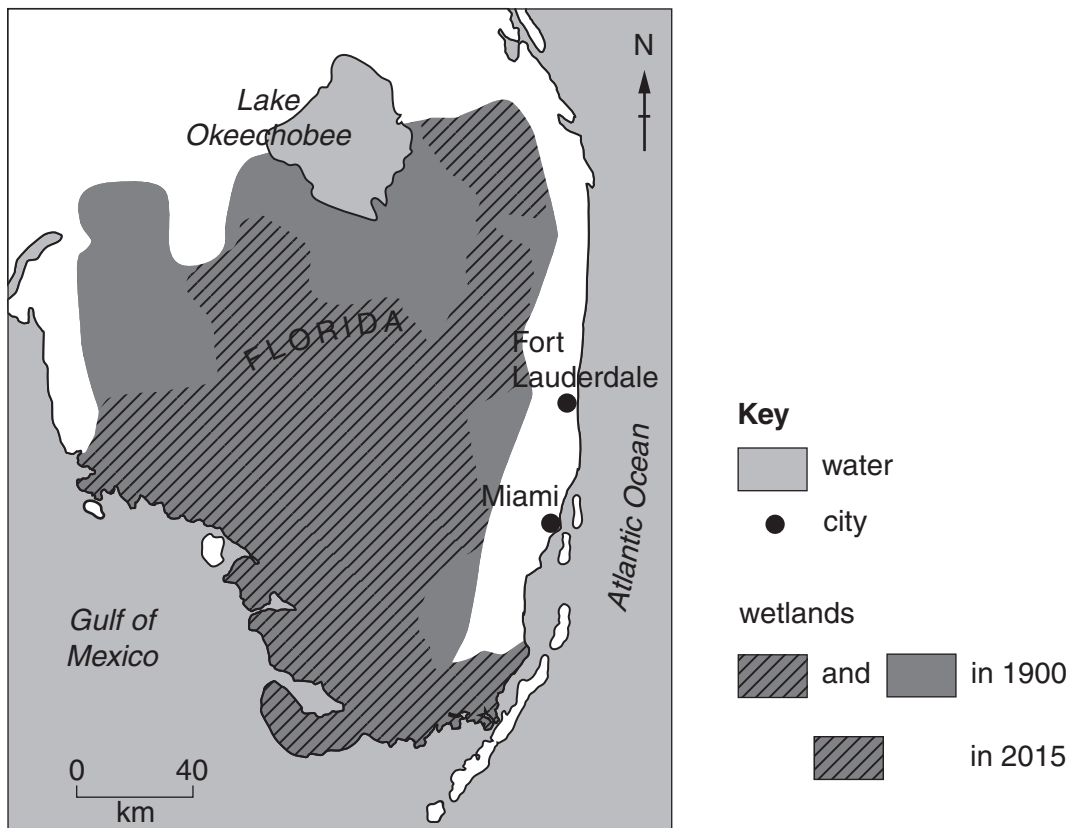 N
Lake
Okeechobee
FLORIDA
Fort
Lauderdale
Miami
Atlantic Ocean
Gulf of
Mexico
0 40
km
Key
water
city
wetlands
and in 1900
in 2015